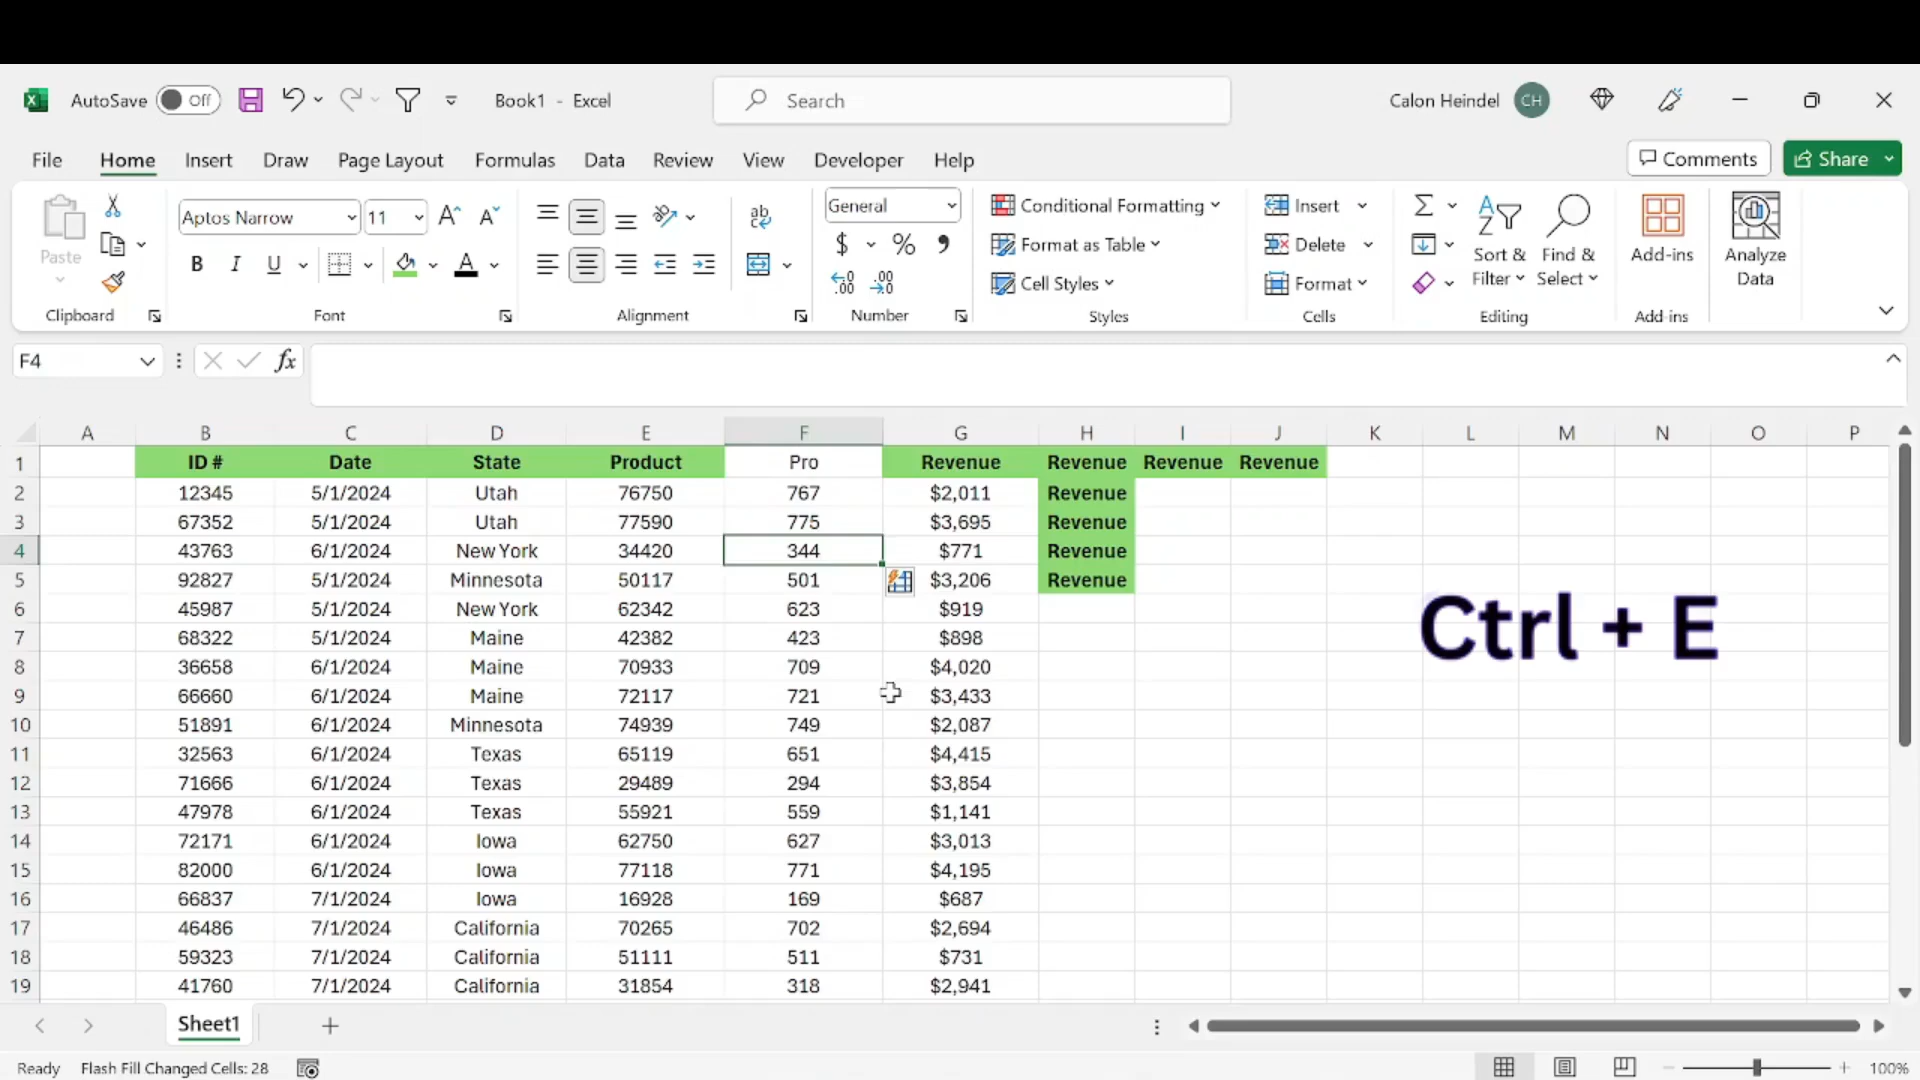 AutoSave Off Book1 - Excel Search Calon Heindel CH
File Home Insert Draw Page Layout Formulas Data Review View Developer Help Comments Share
Paste
Clipboard
Aptos Narrow 11
B I U A
Font
ab
Alignment
General
$ % 9
.00 .00
Number
Conditional Formatting
Format as Table
Cell Styles
Styles
Insert
Delete
Format
Cells
Sort & Filter
Find & Select
Editing
Add-ins
Add-ins
Analyze Data
F4 fx
A B C D E F G H I J K L M N O P
1 ID # Date State Product Pro Revenue Revenue Revenue Revenue
2 12345 5/1/2024 Utah 76750 767 $2,011 Revenue
3 67352 5/1/2024 Utah 77590 775 $3,695 Revenue
4 43763 6/1/2024 New York 34420 344 $771 Revenue
5 92827 5/1/2024 Minnesota 50117 501 $3,206 Revenue
6 45987 5/1/2024 New York 62342 623 $919
7 68322 5/1/2024 Maine 42382 423 $898
8 36658 6/1/2024 Maine 70933 709 $4,020
9 66660 6/1/2024 Maine 72117 721 $3,433
10 51891 6/1/2024 Minnesota 74939 749 $2,087
11 32563 6/1/2024 Texas 65119 651 $4,415
12 71666 6/1/2024 Texas 29489 294 $3,854
13 47978 6/1/2024 Texas 55921 559 $1,141
14 72171 6/1/2024 Iowa 62750 627 $3,013
15 82000 6/1/2024 Iowa 77118 771 $4,195
16 66837 7/1/2024 Iowa 16928 169 $687
17 46486 7/1/2024 California 70265 702 $2,694
18 59323 7/1/2024 California 51111 511 $731
19 41760 7/1/2024 California 31854 318 $2,941
Ctrl + E
Sheet1
Ready Flash Fill Changed Cells: 28 100%